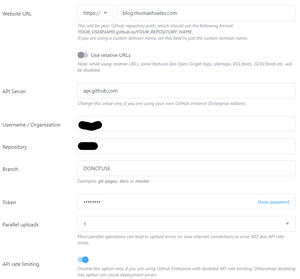 Website URL
https://
blog.thomasfowles.com
This will be your Github repository path, which should use the following format:
YOUR_USERNAME.github.io/YOUR_REPOSITORY_NAME.
If you are using a custom domain name, set this field to just the custom domain name.
Use relative URLs
Note: while using relative URLs, some features like Open Graph tags, sitemaps, RSS feeds, JSON feeds etc. will
be disabled.
API Server
api.github.com
Change this value only if you are using your own GitHub instance (Enterprise edition).
Username / Organization
Repository
Branch
DONOTUSE
Examples: gh-pages, docs or master
Token
••••••••
Show password
Parallel uploads
More parallel operations can lead to upload errors on slow internet connections or error 403 due API rate
limits.
API rate limiting
Disable this option only if you are using GitHub Enterprise with disabled API rate limiting. Otherwise disabling
this option can cause deployment errors.